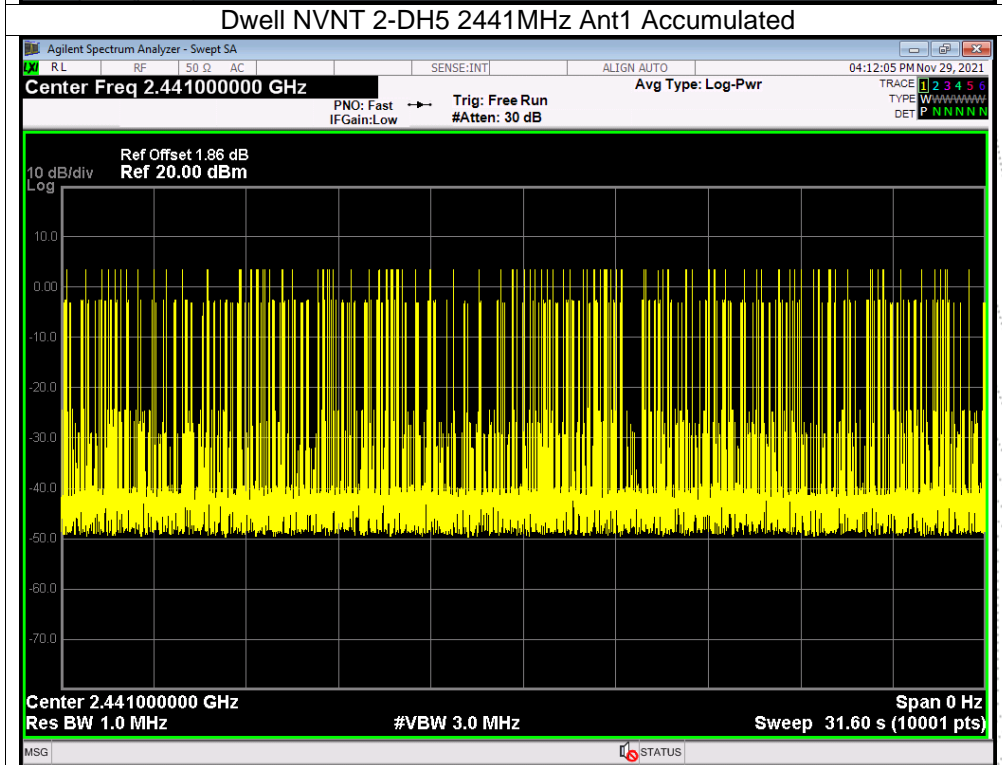 Dwell NVNT 2-DH5 2441MHz Ant1 Accumulated
Agilent Spectrum Analyzer - Swept SA
LXI RL RF 50 Ω AC SENSE:INT ALIGN AUTO 04:12:05 PM Nov 29, 2021
Center Freq 2.441000000 GHz Avg Type: Log-Pwr TRACE 1 2 3 4 5 6
PNO: Fast Trig: Free Run TYPE WWWWWW
IFGain:Low #Atten: 30 dB DET P N N N N N
Ref Offset 1.86 dB
10 dB/div Ref 20.00 dBm
Log
10.0
0.00
-10.0
-20.0
-30.0
-40.0
-50.0
-60.0
-70.0
Center 2.441000000 GHz Span 0 Hz
Res BW 1.0 MHz #VBW 3.0 MHz Sweep 31.60 s (10001 pts)
MSG STATUS